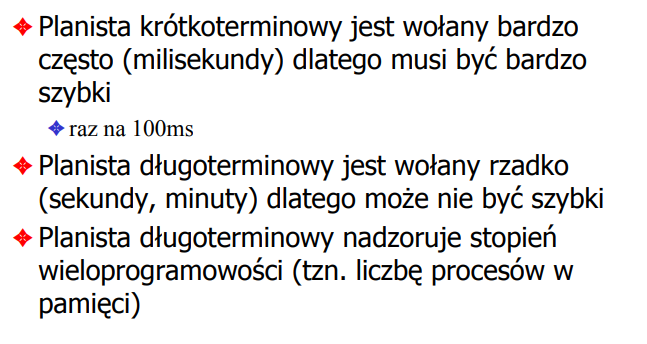 Planista krótkoterminowy jest wołany bardzo
często (milisekundy) dlatego musi być bardzo
szybki
raz na 100ms
Planista długoterminowy jest wołany rzadko
(sekundy, minuty) dlatego może nie być szybki
Planista długoterminowy nadzoruje stopień
wieloprogramowości (tzn. liczbę procesów w
pamięci)